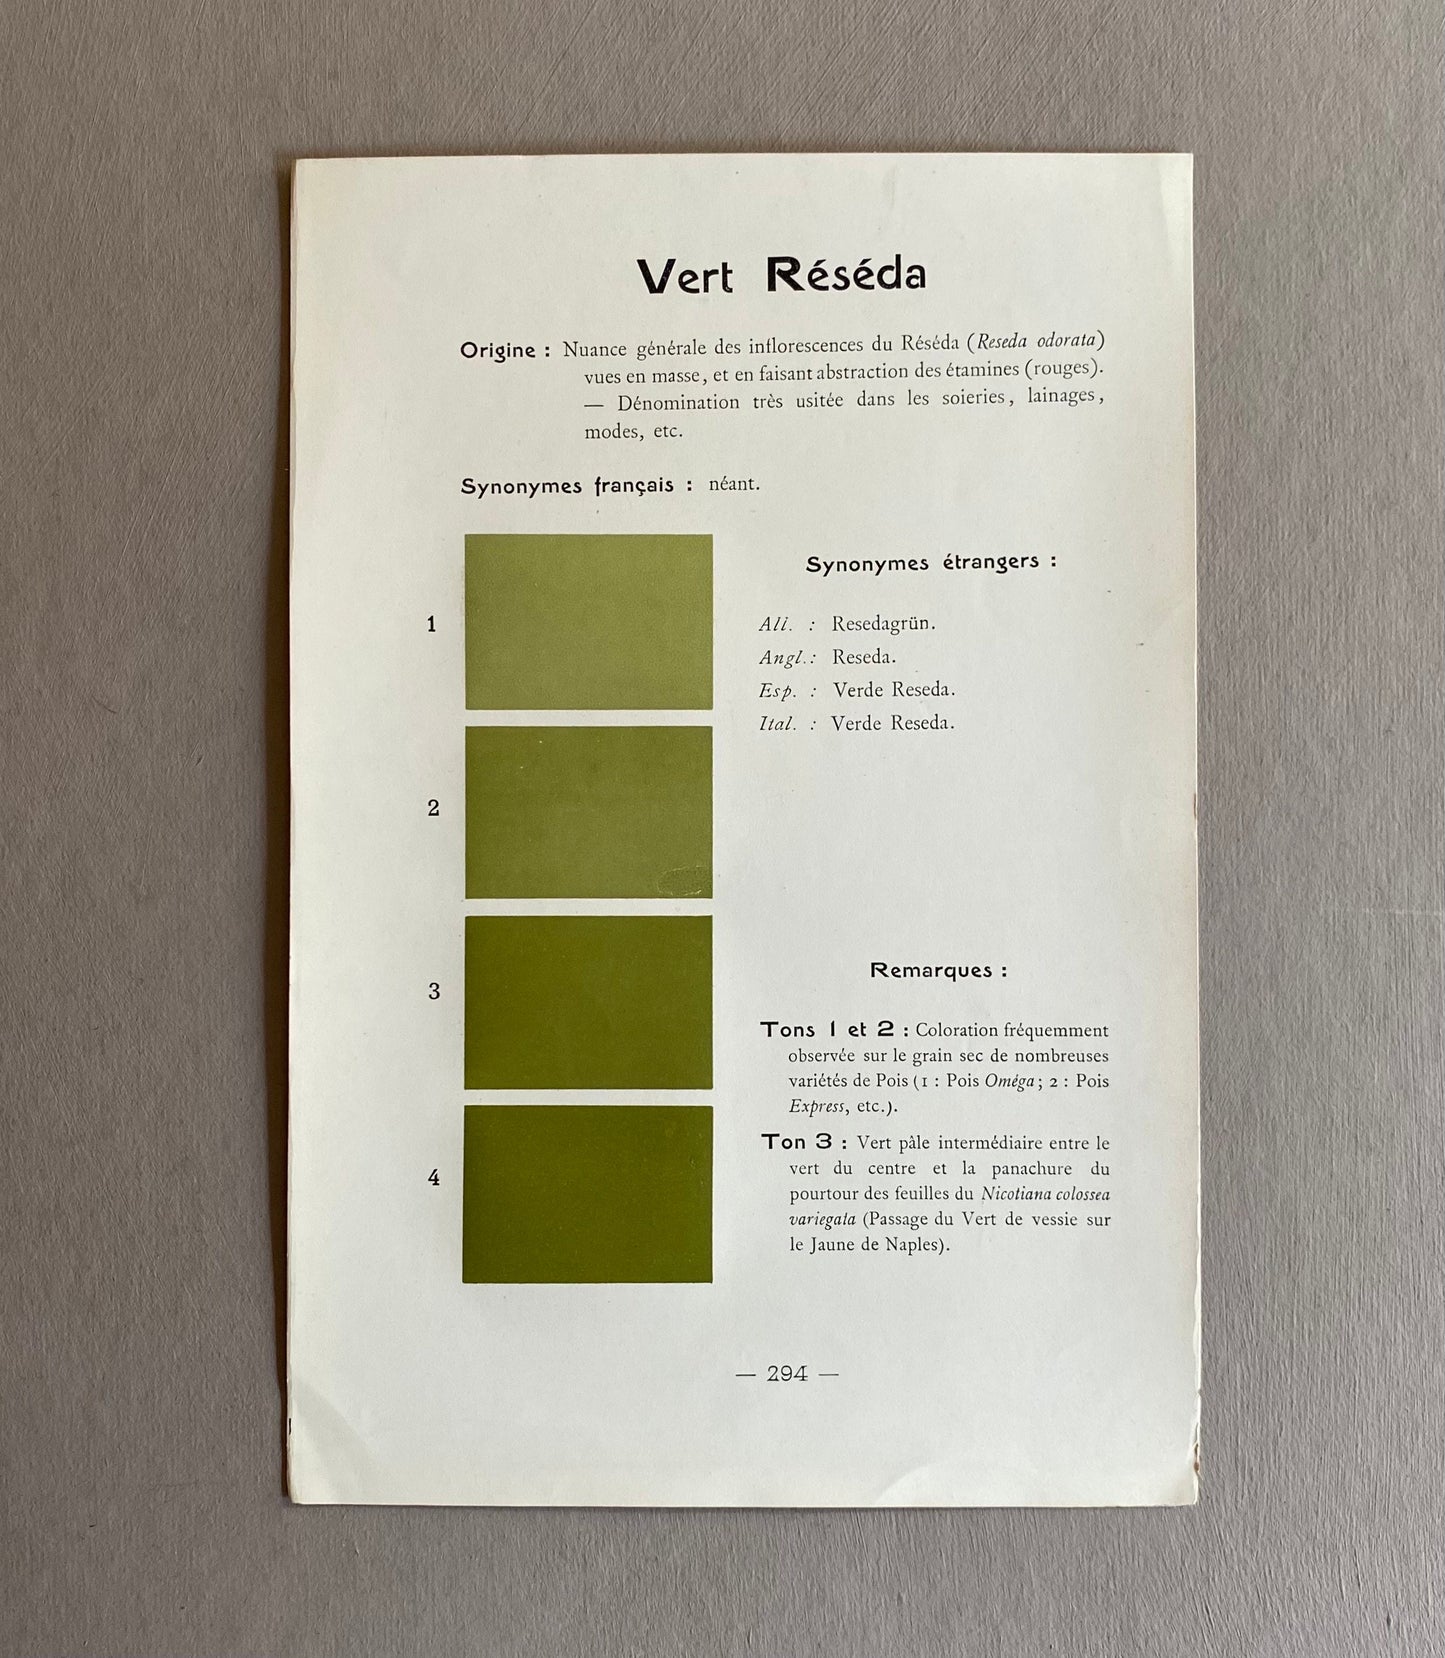 Vert Réséda
Origine : Nuance générale des inflorescences du Réséda (Reseda odorata)
vues en masse, et en faisant abstraction des étamines (rouges).
— Dénomination très usitée dans les soieries, lainages,
modes, etc.
Synonymes français : néant.
Synonymes étrangers :
1
All. : Resedagrün.
Angl. : Reseda.
Esp. : Verde Reseda.
Ital. : Verde Reseda.
2
3
Remarques :
Tons 1 et 2 : Coloration fréquemment
observée sur le grain sec de nombreuses
variétés de Pois (1 : Pois Oméga ; 2 : Pois
Express, etc.).
Ton 3 : Vert pâle intermédiaire entre le
vert du centre et la panachure du
pourtour des feuilles du Nicotiana colossea
variegata (Passage du Vert de vessie sur
le Jaune de Naples).
4
— 294 —